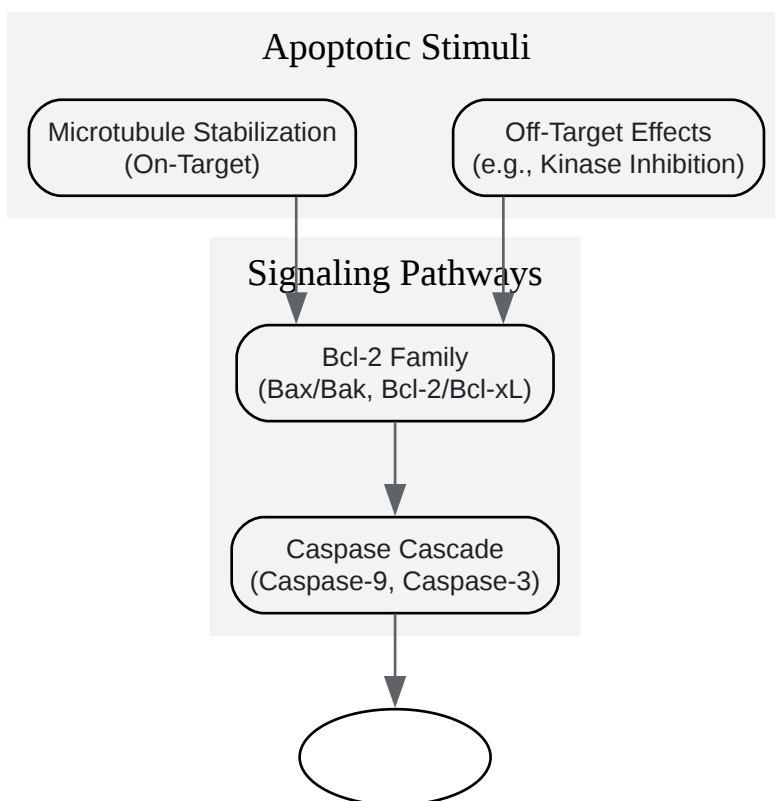 Apoptotic Stimuli
Microtubule Stabilization
(On-Target)
Off-Target Effects
(e.g., Kinase Inhibition)
Signaling Pathways
Bcl-2 Family
(Bax/Bak, Bcl-2/Bcl-xL)
Caspase Cascade
(Caspase-9, Caspase-3)